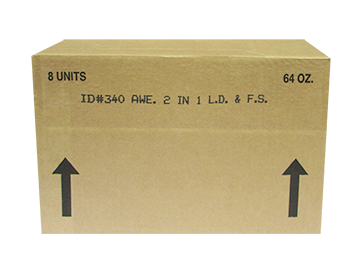 8 UNITS 64 OZ.
ID#340 AWE. 2 IN 1 L.D. & F.S.